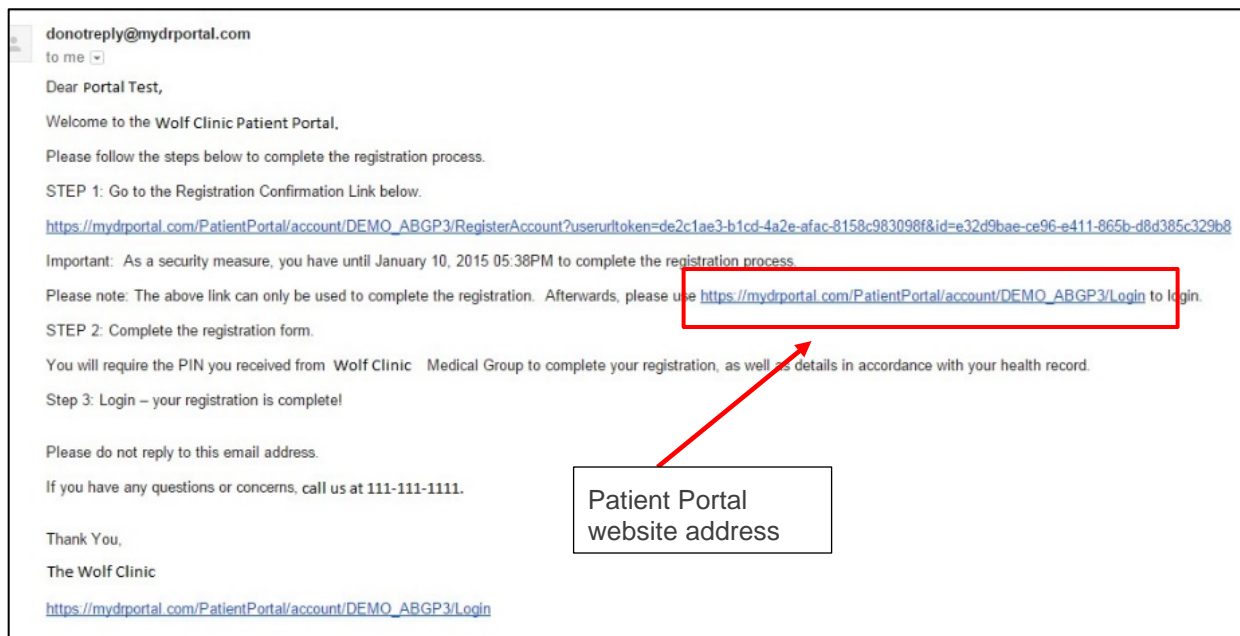 donotreply@mydrportal.com
to me
Dear Portal Test,
Welcome to the Wolf Clinic Patient Portal.
Please follow the steps below to complete the registration process.
STEP 1: Go to the Registration Confirmation Link below.
https://mydrportal.com/PatientPortal/account/DEMO_ABGP3/RegisterAccount?userurltoken=de2c1ae3-b1cd-4a2e-afac-8158c983098f&id=e32d9bae-ce96-e411-865b-d8d385c329b8
Important: As a security measure, you have until January 10, 2015 05:38PM to complete the registration process.
Please note: The above link can only be used to complete the registration. Afterwards, please use https://mydrportal.com/PatientPortal/account/DEMO_ABGP3/Login to login.
STEP 2: Complete the registration form.
You will require the PIN you received from Wolf Clinic Medical Group to complete your registration, as well as details in accordance with your health record.
Step 3: Login – your registration is complete!
Please do not reply to this email address.
If you have any questions or concerns, call us at 111-111-1111.
Patient Portal
website address
Thank You,
The Wolf Clinic
https://mydrportal.com/PatientPortal/account/DEMO_ABGP3/Login